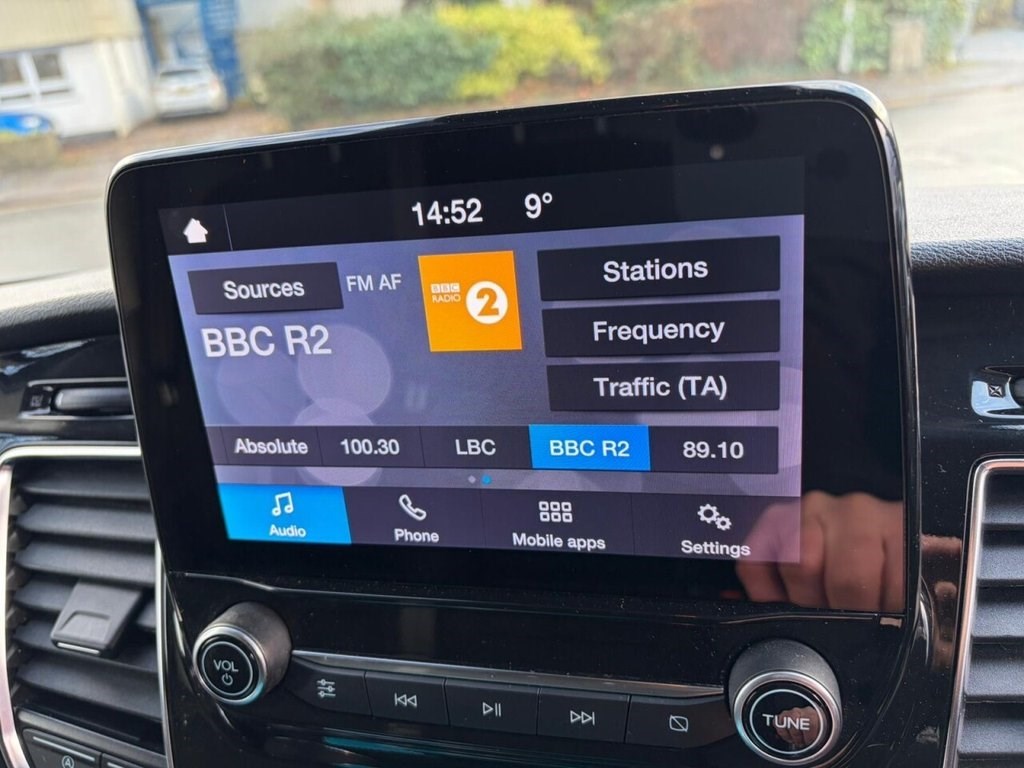 14:52 9°
Sources FM AF
BBC RADIO 2
BBC R2
Stations
Frequency
Traffic (TA)
Absolute 100.30 LBC BBC R2 89.10
Audio Phone Mobile apps Settings
VOL
TUNE
A